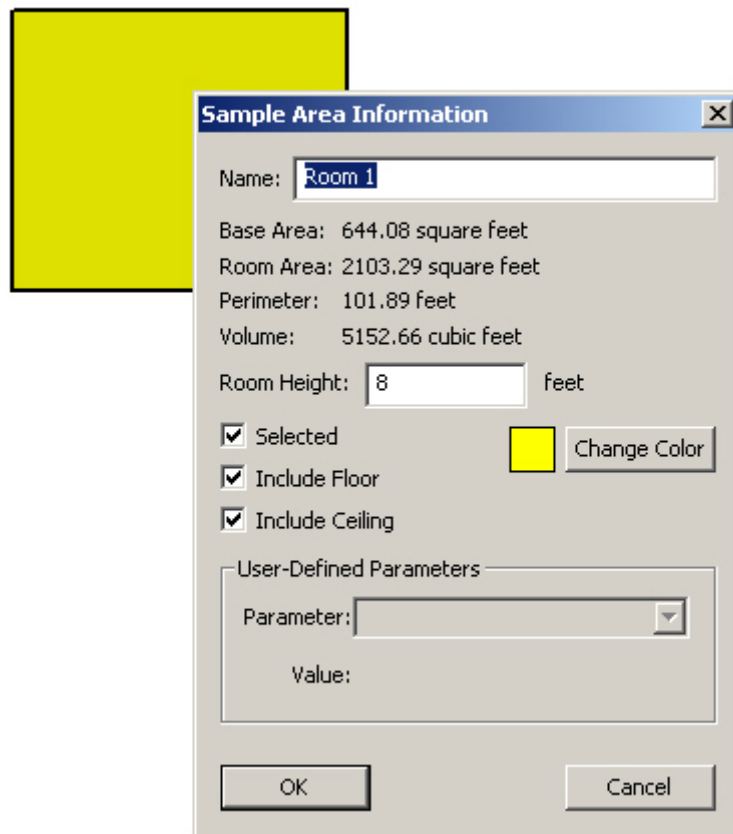 Sample Area Information
Name: Room 1
Base Area: 644.08 square feet
Room Area: 2103.29 square feet
Perimeter: 101.89 feet
Volume: 5152.66 cubic feet
Room Height: 8 feet
Selected
Change Color
Include Floor
Include Ceiling
User-Defined Parameters
Parameter:
Value:
OK Cancel